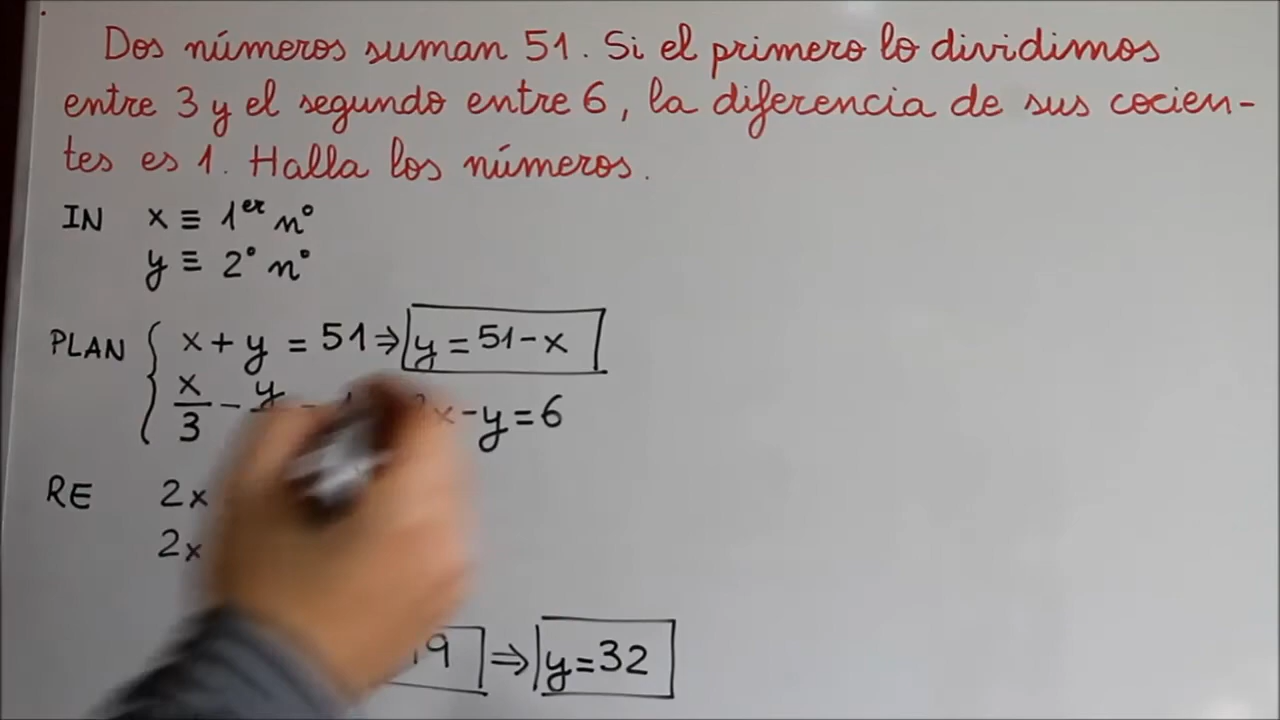 Dos números suman 51. Si el primero lo dividimos
entre 3 y el segundo entre 6, la diferencia de sus cocien-
tes es 1. Halla los números.
IN x ≡ 1er nº
y ≡ 2º nº
PLAN { x + y = 51 ⇒ y = 51 - x
x/3 - y x - y = 6
RE 2x
2x
19 ⇒ y = 32